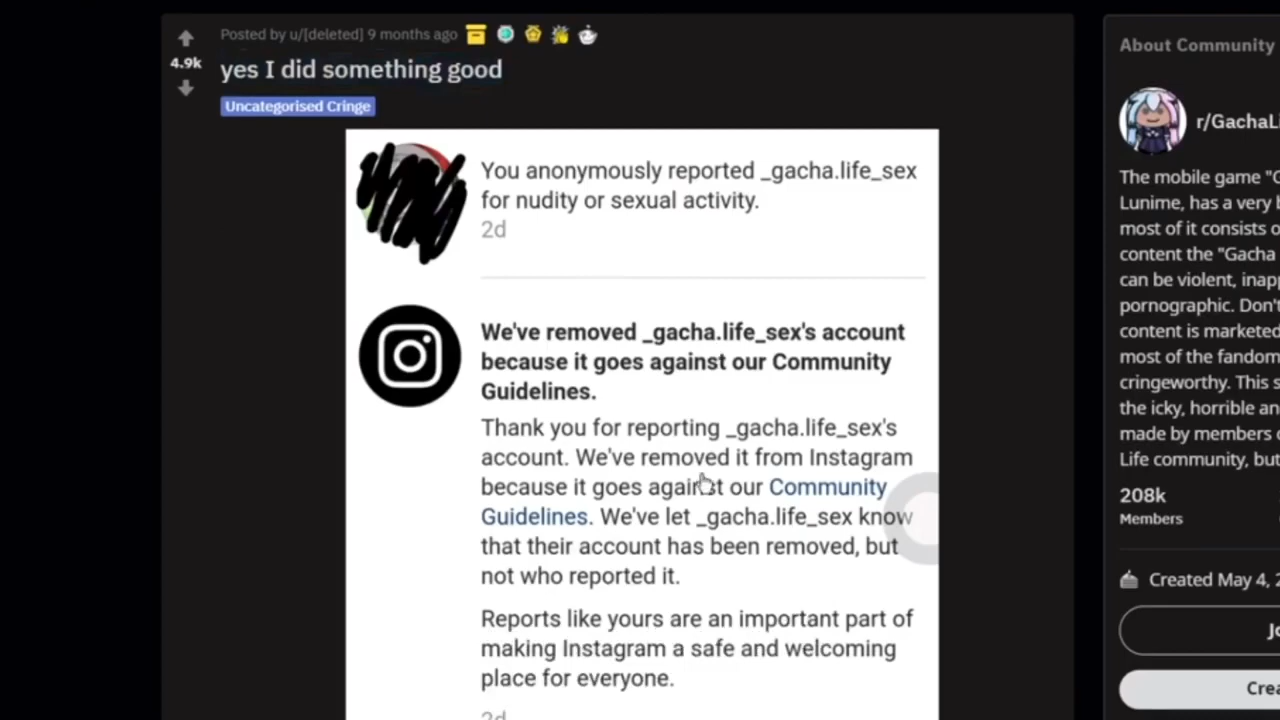 Posted by u/[deleted] 9 months ago
4.9k
yes I did something good
Uncategorised Cringe
You anonymously reported _gacha.life_sex
for nudity or sexual activity.
2d
We've removed _gacha.life_sex's account
because it goes against our Community
Guidelines.
Thank you for reporting _gacha.life_sex's
account. We've removed it from Instagram
because it goes against our Community
Guidelines. We've let _gacha.life_sex know
that their account has been removed, but
not who reported it.
Reports like yours are an important part of
making Instagram a safe and welcoming
place for everyone.
2d
About Community
r/GachaLi
The mobile game "G
Lunime, has a very b
most of it consists o
content the "Gacha
can be violent, inapp
pornographic. Don't
content is marketed
most of the fandom
cringeworthy. This s
the icky, horrible an
made by members o
Life community, but
208k
Members
Created May 4, 2
Jo
Crea